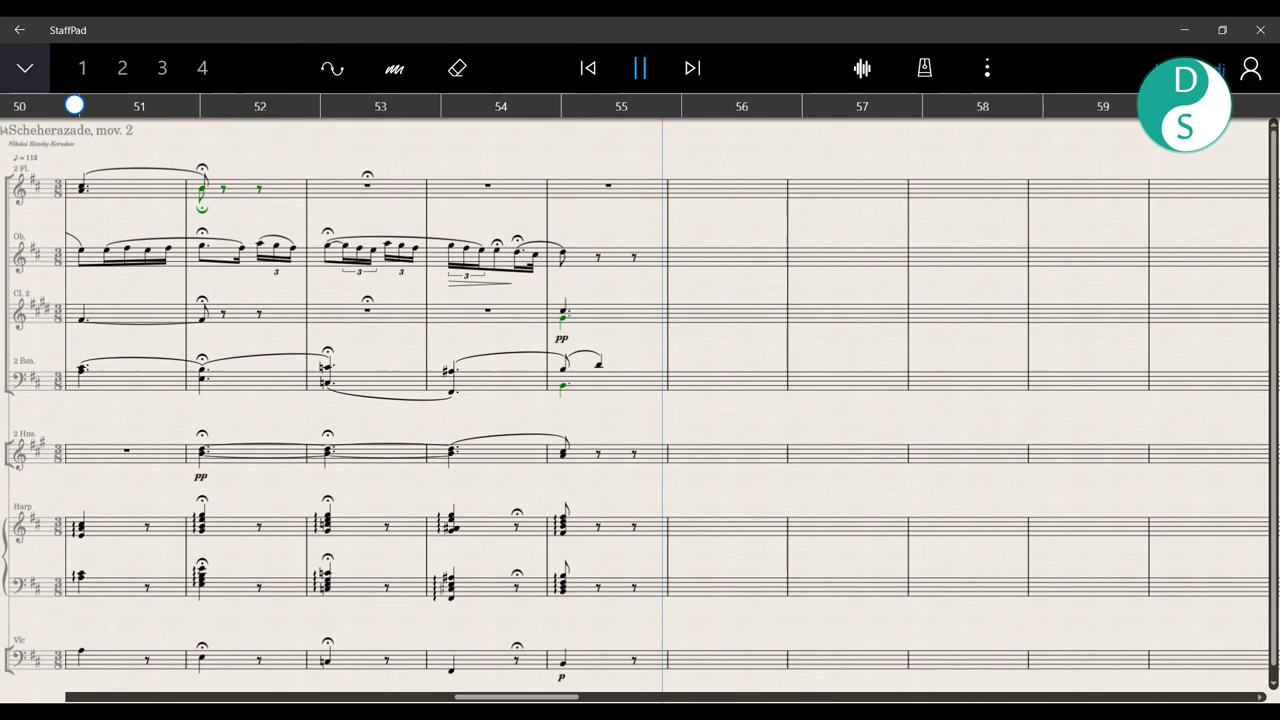 StaffPad
1 2 3 4
50 51 52 53 54 55 56 57 58 59
D
S
Scheherazade, mov. 2
Nikolai Rimsky-Korsakov
♪ = 112
2 Fl.
Ob.
3 3 3 3
Cl. 2
pp
2 Bsn.
2 Hns.
pp
Harp
Vlc
p